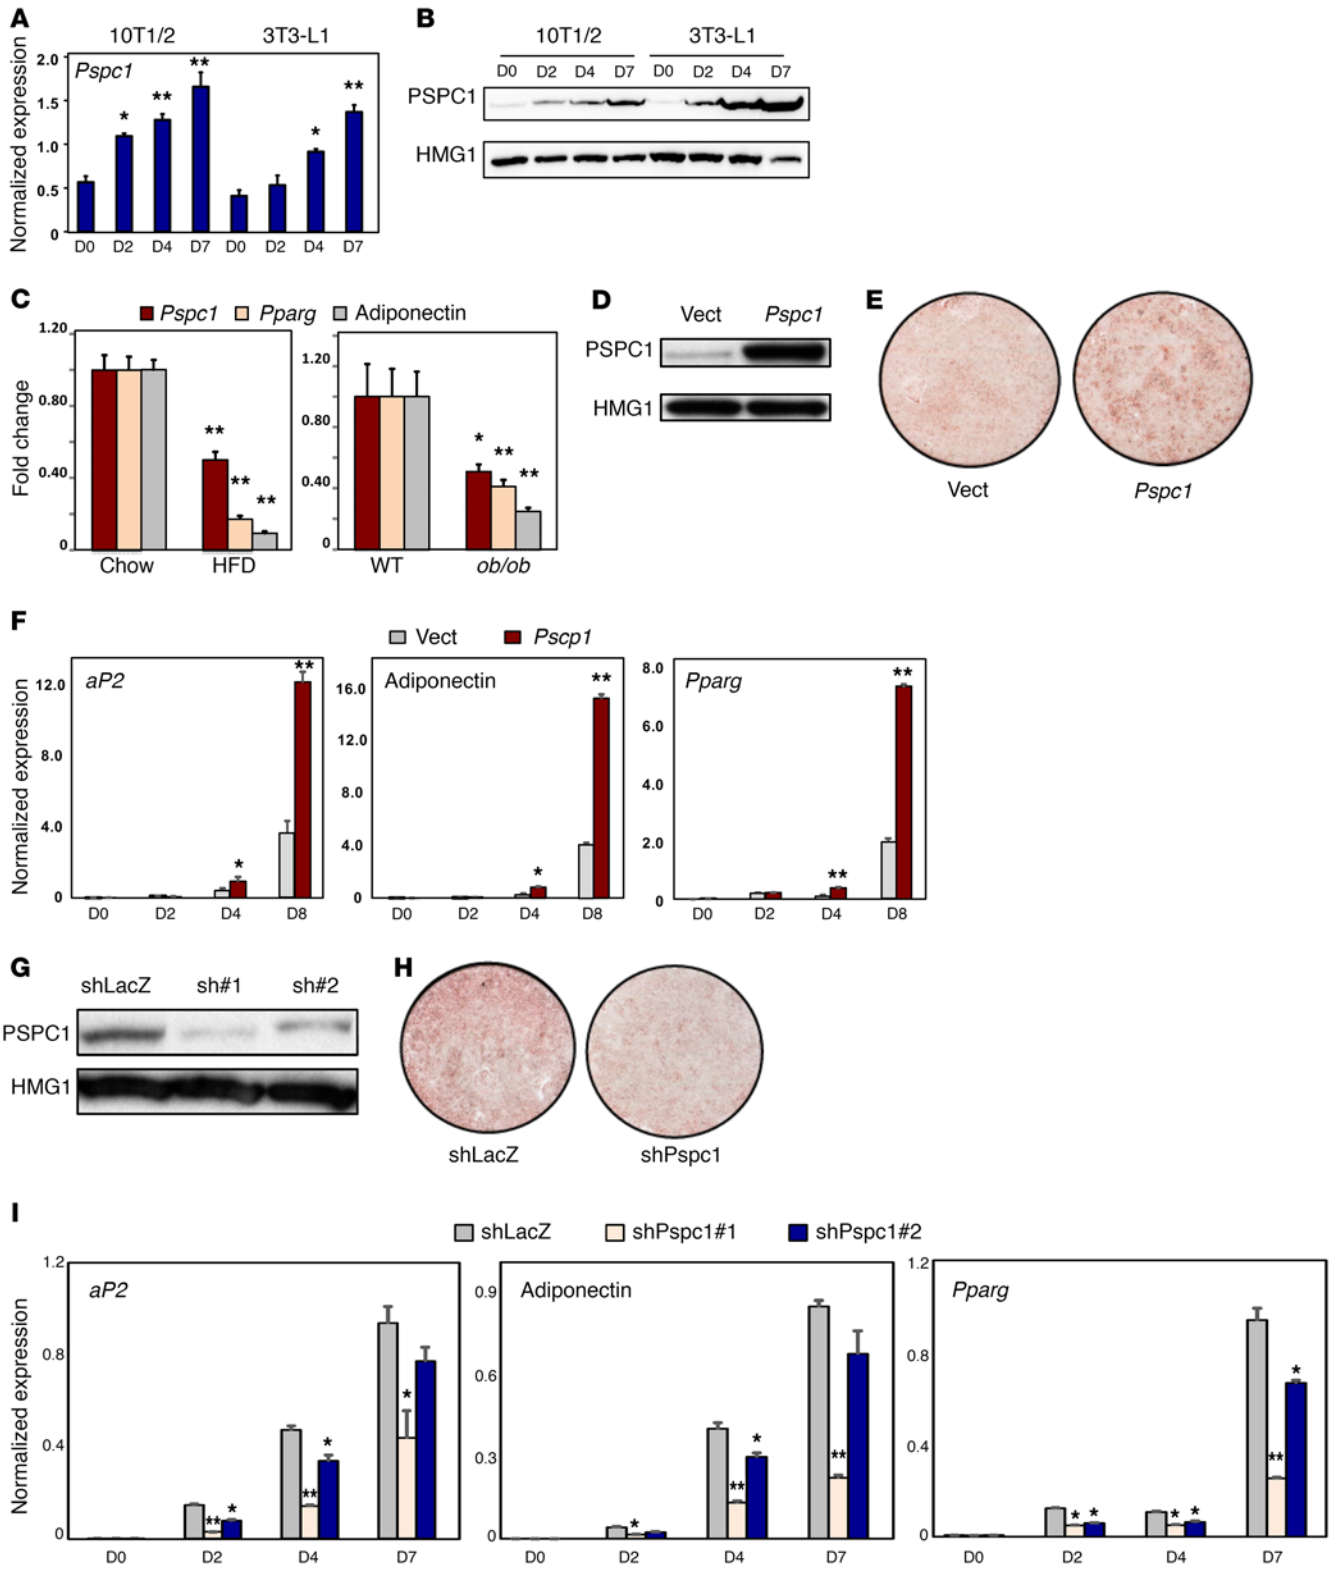 A
10T1/2 3T3-L1
Normalized expression
Pspc1
2.0
1.5
1.0
0.5
0
* ** ** * **
D0 D2 D4 D7 D0 D2 D4 D7
B
10T1/2 3T3-L1
D0 D2 D4 D7 D0 D2 D4 D7
PSPC1
HMG1
C
Pspc1 Pparg Adiponectin
Fold change
1.20
0.80
0.40
0
** ** **
Chow HFD
1.20
0.80
0.40
0
* ** **
WT ob/ob
D
Vect Pspc1
PSPC1
HMG1
E
Vect Pspc1
F
Vect Pscp1
Normalized expression
aP2
12.0
8.0
4.0
0
* **
D0 D2 D4 D8
Adiponectin
16.0
12.0
8.0
4.0
0
* **
D0 D2 D4 D8
Pparg
8.0
6.0
4.0
2.0
0
** **
D0 D2 D4 D8
G
shLacZ sh#1 sh#2
PSPC1
HMG1
H
shLacZ shPspc1
I
shLacZ shPspc1#1 shPspc1#2
Normalized expression
aP2
1.2
0.8
0.4
0
** * ** * *
D0 D2 D4 D7
Adiponectin
0.9
0.6
0.3
0
* ** * **
D0 D2 D4 D7
Pparg
1.2
0.8
0.4
0
* * * * ** *
D0 D2 D4 D7